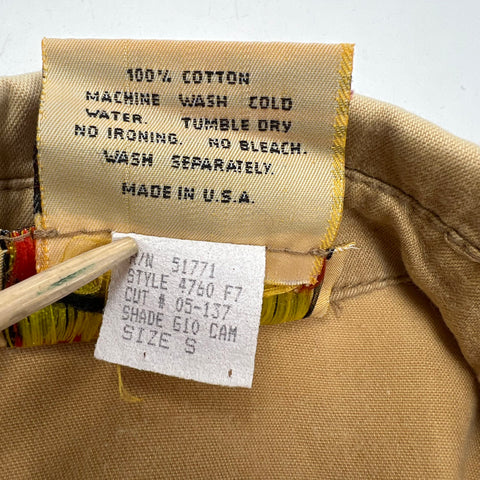 100% COTTON
MACHINE WASH COLD
WATER. TUMBLE DRY
NO IRONING. NO BLEACH.
WASH SEPARATELY.
MADE IN U.S.A.
R/N 51771
STYLE 4760 F7
CUT # 05-137
SHADE G10 CAM
SIZE S